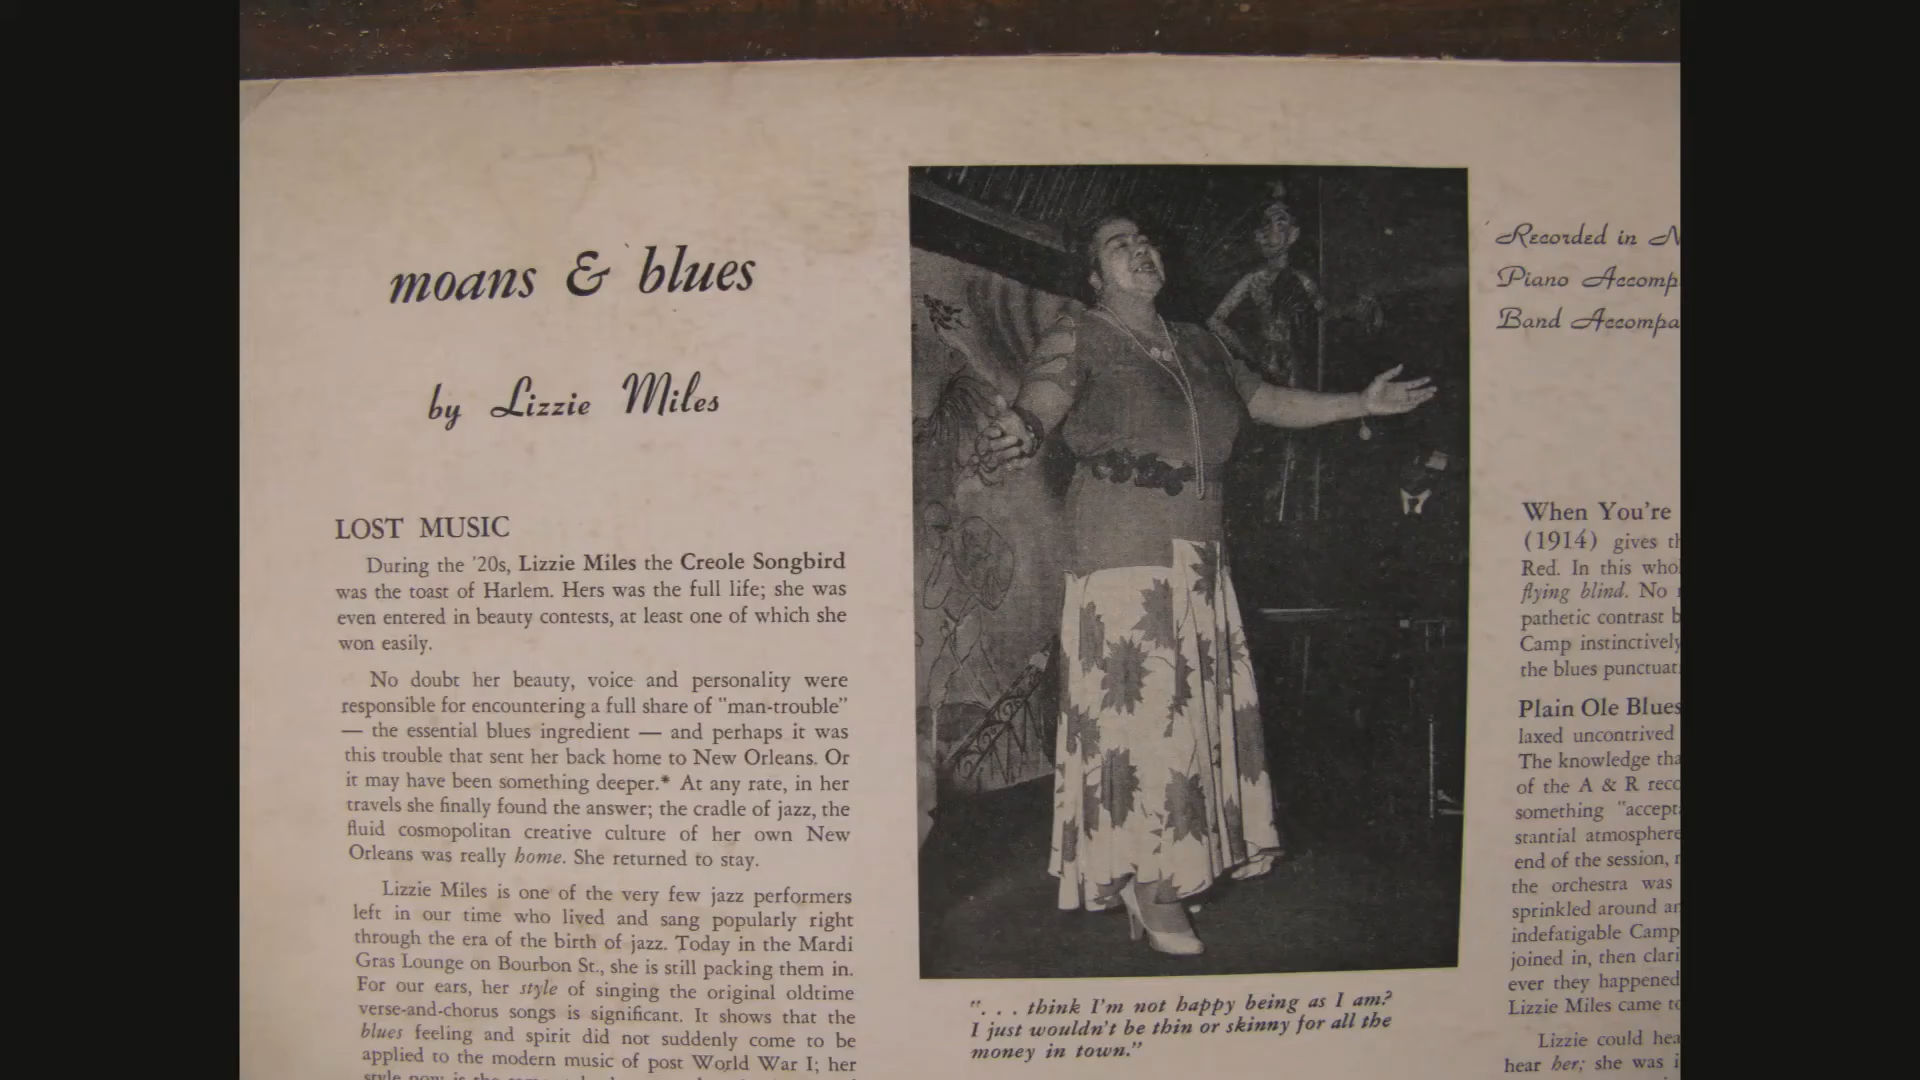 moans & blues
by Lizzie Miles
LOST MUSIC
During the '20s, Lizzie Miles the Creole Songbird
was the toast of Harlem. Hers was the full life; she was
even entered in beauty contests, at least one of which she
won easily.
No doubt her beauty, voice and personality were
responsible for encountering a full share of "man-trouble"
— the essential blues ingredient — and perhaps it was
this trouble that sent her back home to New Orleans. Or
it may have been something deeper.* At any rate, in her
travels she finally found the answer; the cradle of jazz, the
fluid cosmopolitan creative culture of her own New
Orleans was really home. She returned to stay.
Lizzie Miles is one of the very few jazz performers
left in our time who lived and sang popularly right
through the era of the birth of jazz. Today in the Mardi
Gras Lounge on Bourbon St., she is still packing them in.
For our ears, her style of singing the original oldtime
verse-and-chorus songs is significant. It shows that the
blues feeling and spirit did not suddenly come to be
applied to the modern music of post World War I; her
". . . think I'm not happy being as I am?
I just wouldn't be thin or skinny for all the
money in town."
Recorded in
Piano
Band
When You're
(1914) gives
Red. In this
flying blind. No
pathetic contrast
Camp instinctively
the blues
Plain Ole Blues
laxed uncontrived
The knowledge
of the A & R
something
stantial atmosphere
end of the session,
the orchestra was
sprinkled around
indefatigable Camp
joined in, then
ever they happened
Lizzie Miles came
Lizzie could
hear her; she was